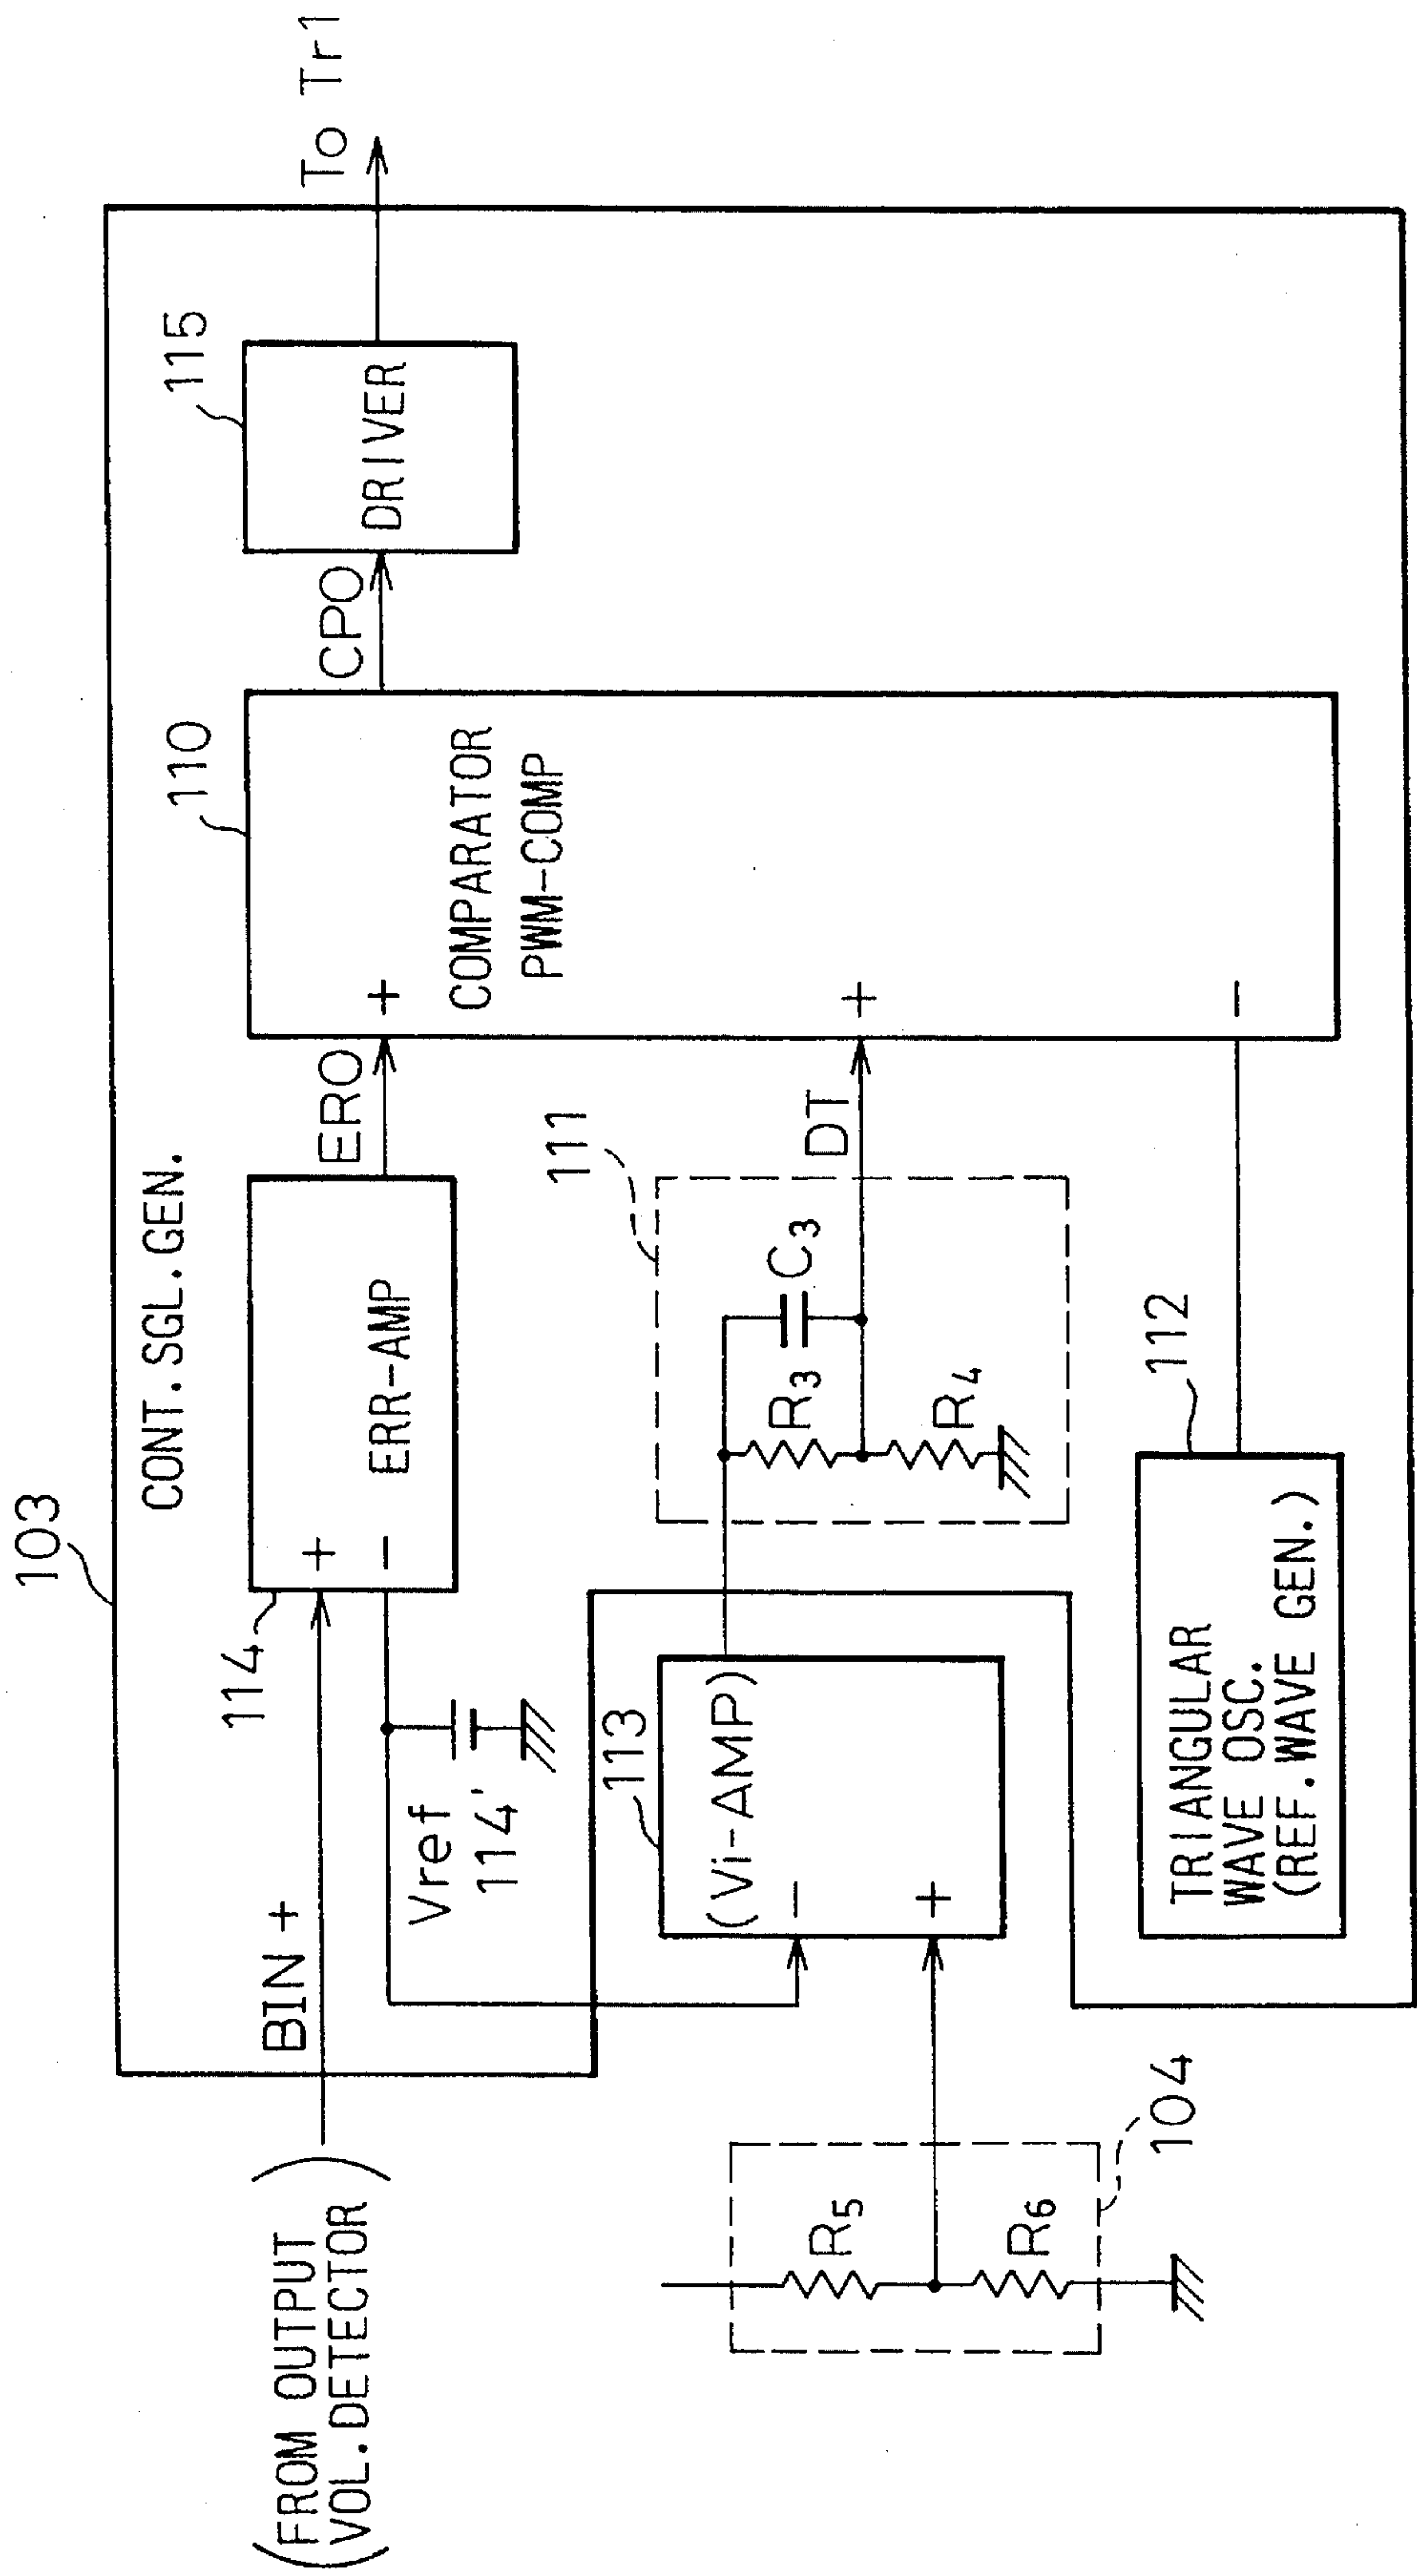 103
CONT.SGL.GEN.
(FROM OUTPUT
VOL.DETECTOR)
BIN+
114
+
−
ERR-AMP
ERO
Vref
114'
110
+
COMPARATOR
PWM-COMP
+
−
CPO
115
DRIVER
To Tr1
113
(Vi-AMP)
−
+
111
R3
C3
R4
DT
104
R5
R6
112
TRIANGULAR
WAVE OSC.
(REF.WAVE GEN.)